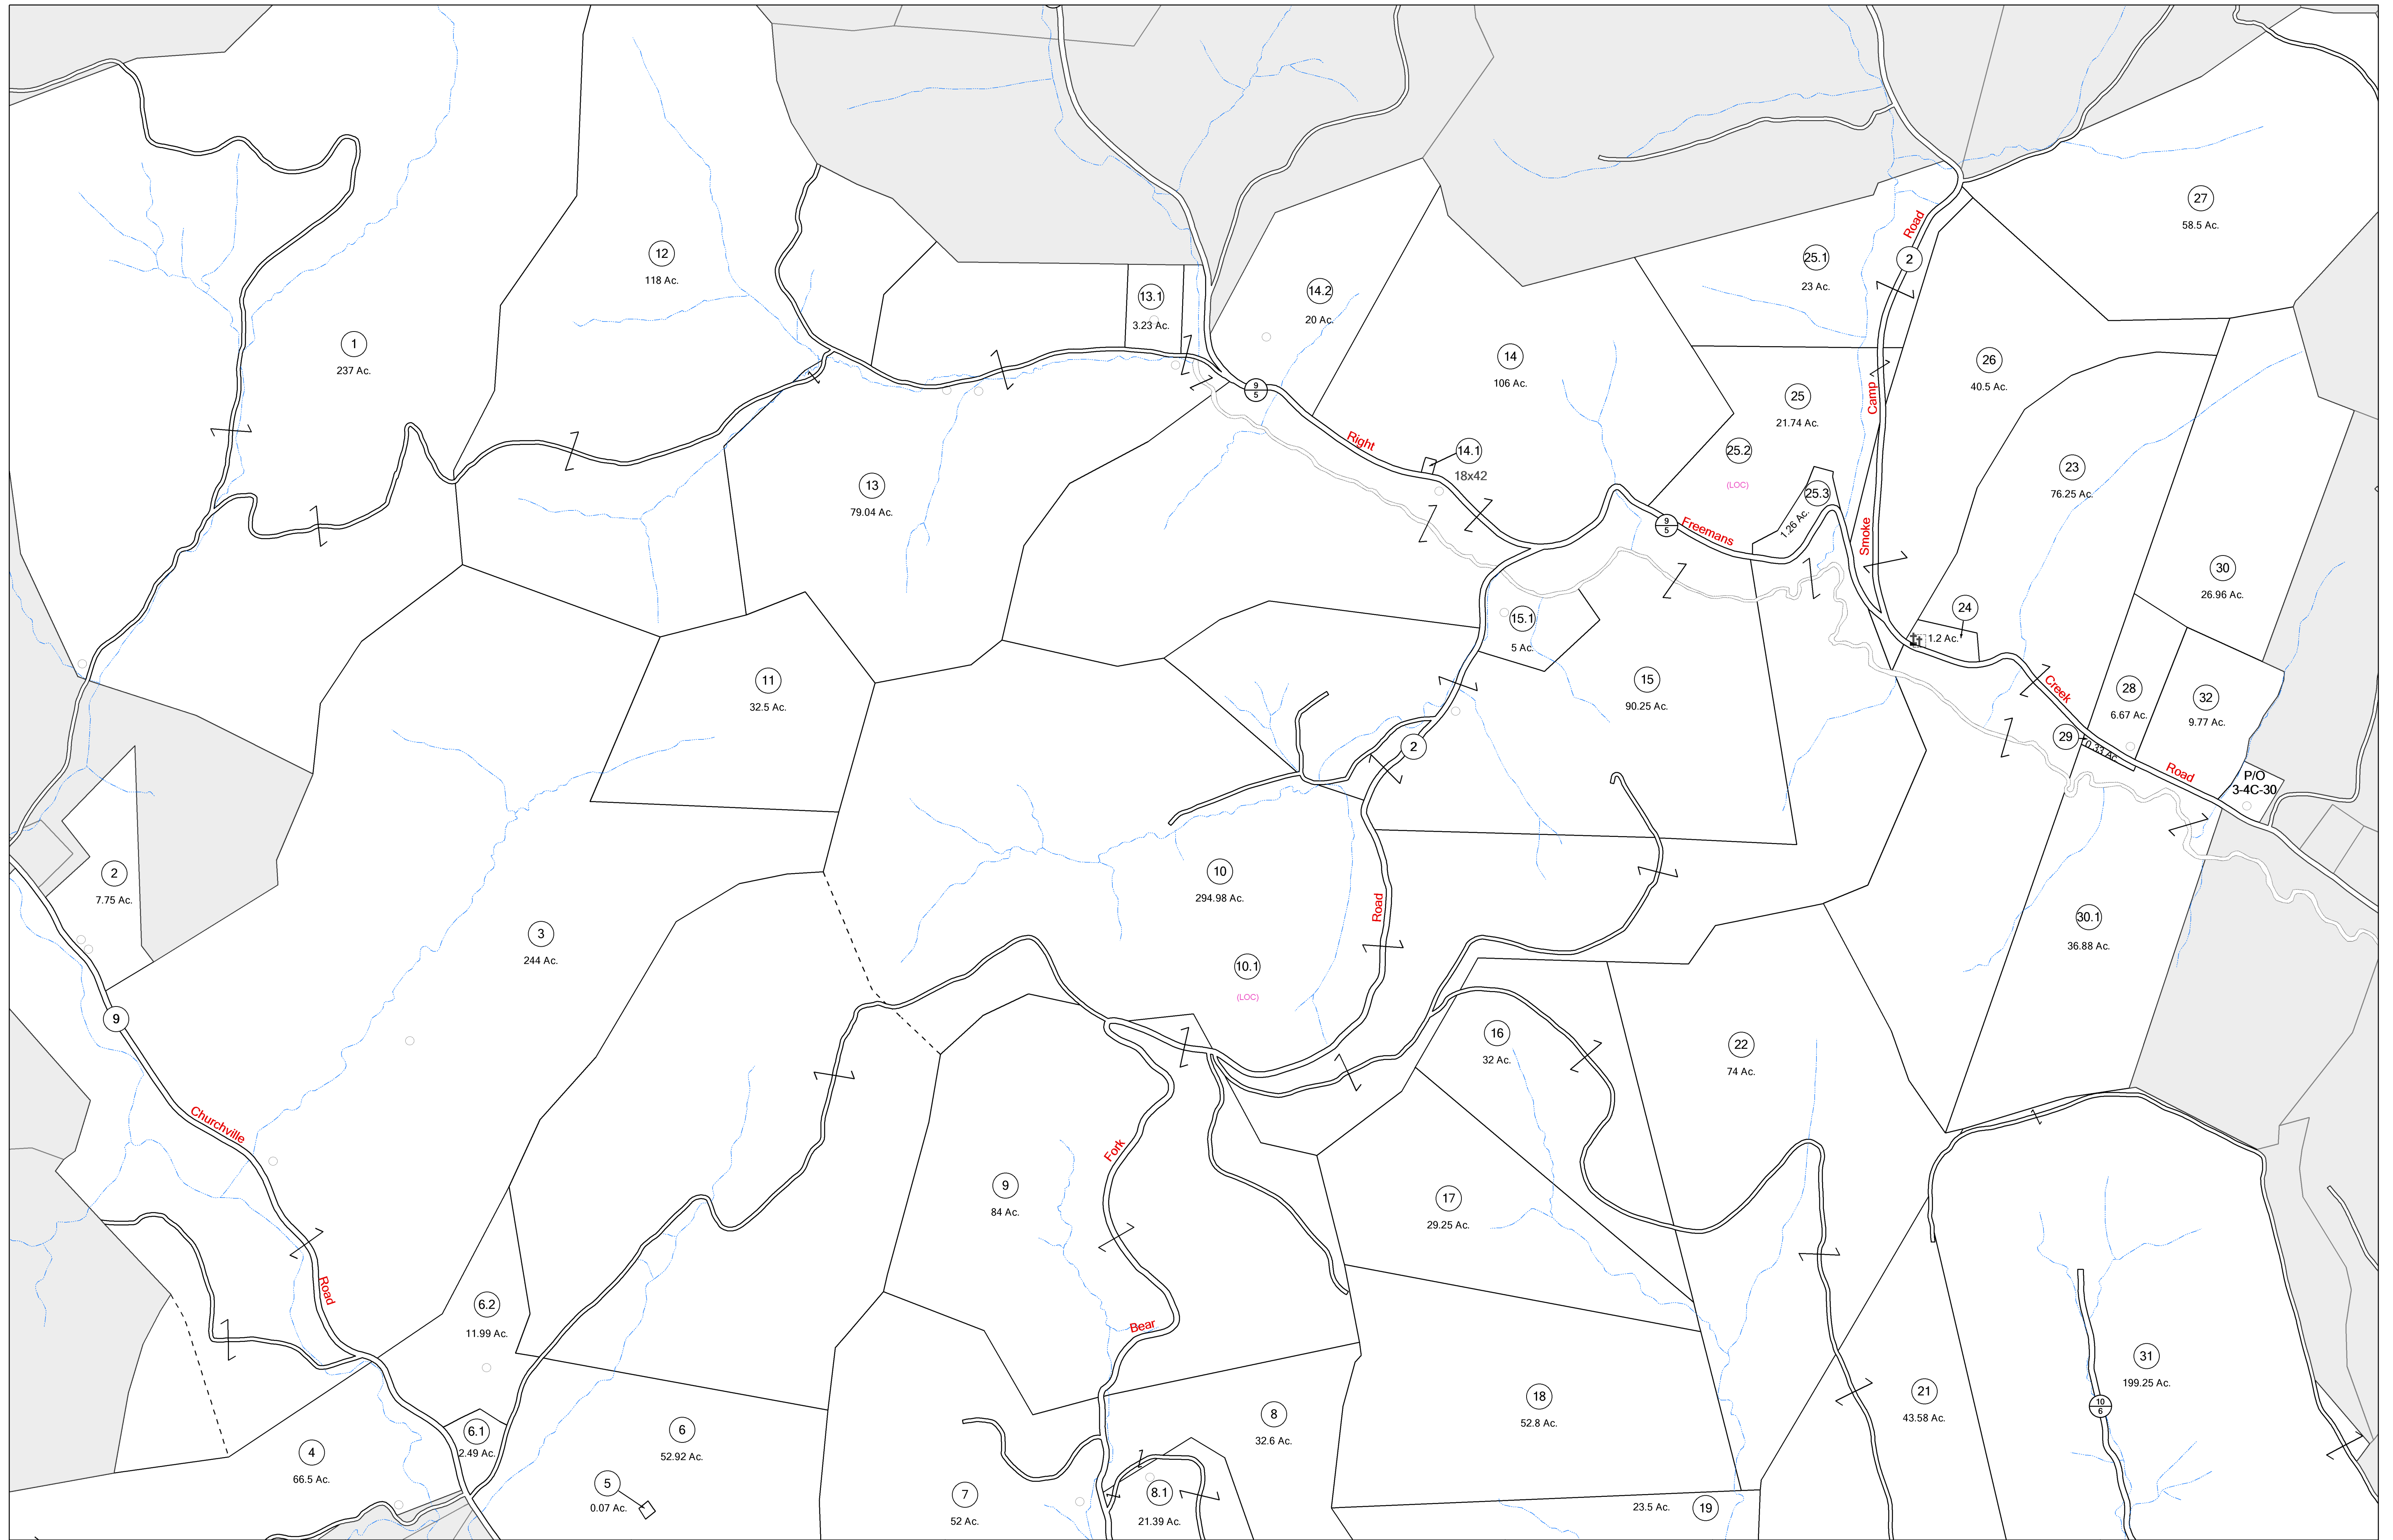 27
58.5 Ac.
12
118 Ac.
Road
2
25.1
23 Ac.
14.2
20 Ac.
13.1
3.23 Ac.
1
237 Ac.
14
106 Ac.
26
40.5 Ac.
9
5
25
21.74 Ac.
Camp
Right
14.1
18x42
25.2
(LOC)
23
76.25 Ac.
13
79.04 Ac.
25.3
1.26 Ac.
9
5
Freemans
Smoke
30
26.96 Ac.
24
1.2 Ac.
15.1
5 Ac.
11
32.5 Ac.
15
90.25 Ac.
Creek
28
6.67 Ac.
32
9.77 Ac.
29
0.33 Ac.
2
Road
P/O
3-4C-30
2
7.75 Ac.
10
294.98 Ac.
Road
3
244 Ac.
30.1
36.88 Ac.
10.1
(LOC)
9
16
32 Ac.
22
74 Ac.
Churchville
Fork
9
84 Ac.
17
29.25 Ac.
Road
6.2
11.99 Ac.
Bear
31
199.25 Ac.
10
6
21
43.58 Ac.
18
52.8 Ac.
8
32.6 Ac.
6.1
2.49 Ac.
6
52.92 Ac.
4
66.5 Ac.
5
0.07 Ac.
7
52 Ac.
8.1
21.39 Ac.
23.5 Ac.
19